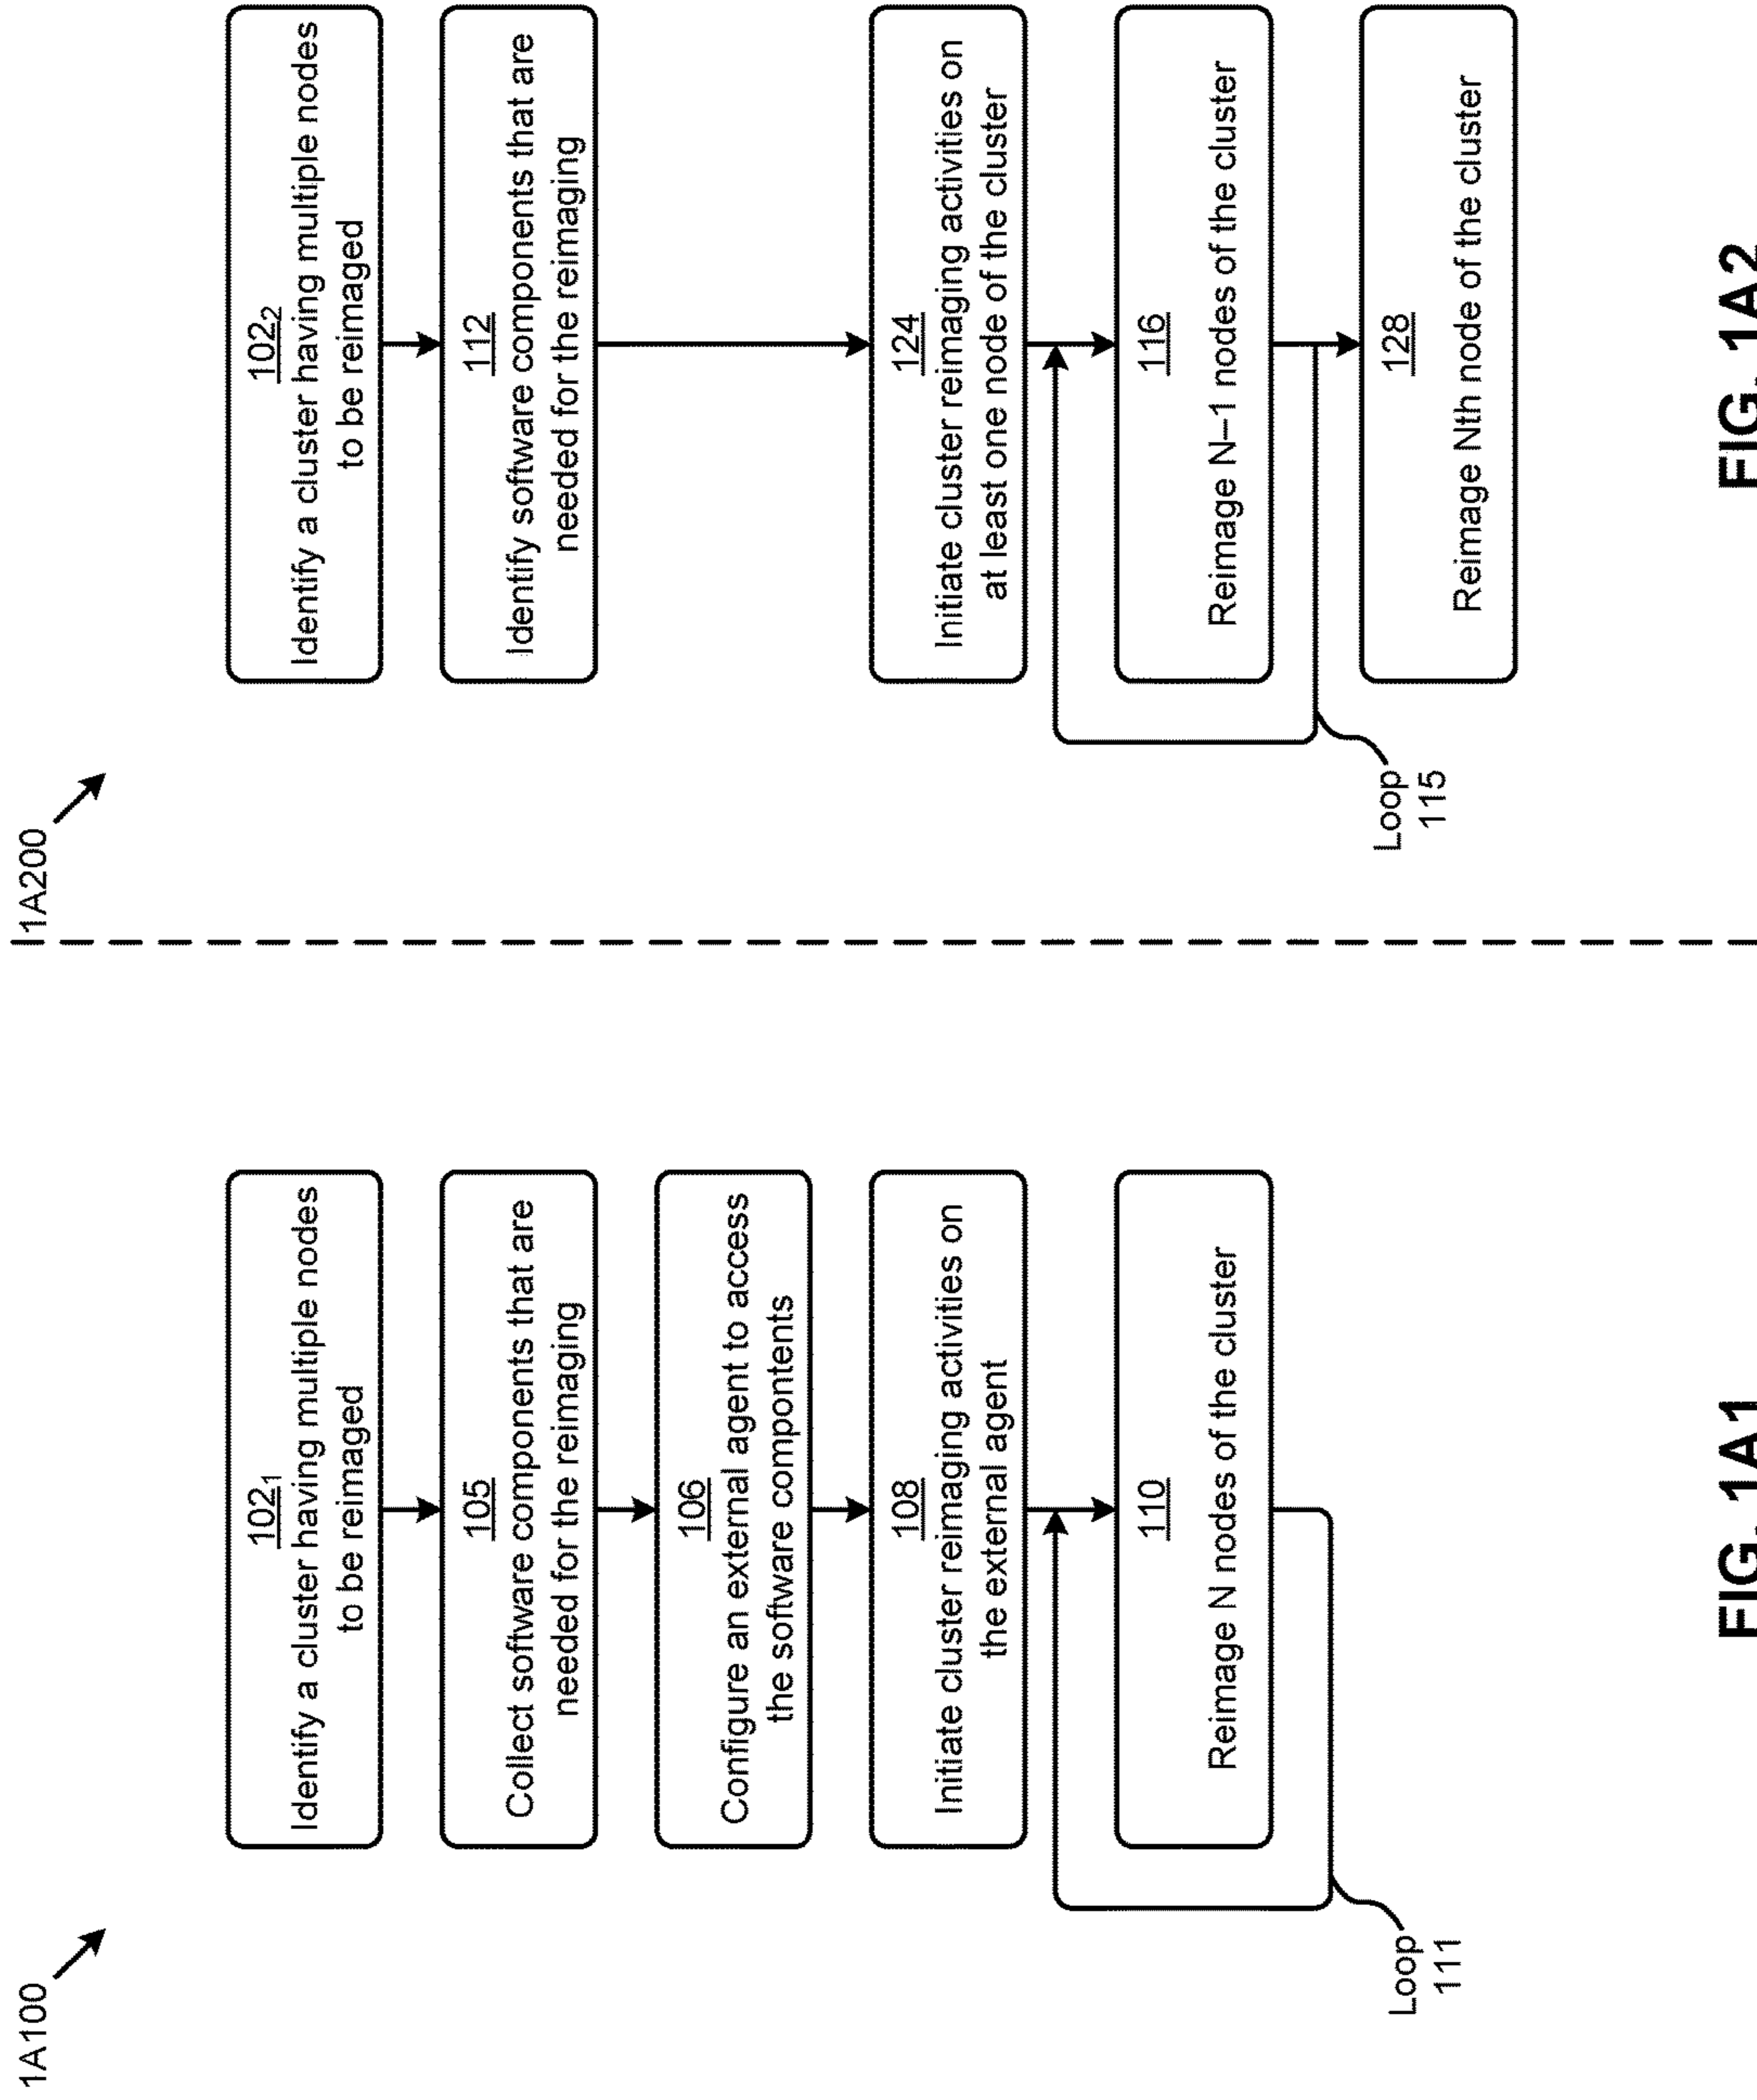 1A100
102₁
Identify a cluster having multiple nodes
to be reimaged
105
Collect software components that are
needed for the reimaging
106
Configure an external agent to access
the software compontents
108
Initiate cluster reimaging activities on
the external agent
110
Reimage N nodes of the cluster
Loop
111
FIG. 1A1
1A200
102₂
Identify a cluster having multiple nodes
to be reimaged
112
Identify software components that are
needed for the reimaging
124
Initiate cluster reimaging activities on
at least one node of the cluster
116
Reimage N–1 nodes of the cluster
Loop
115
128
Reimage Nth node of the cluster
FIG. 1A2